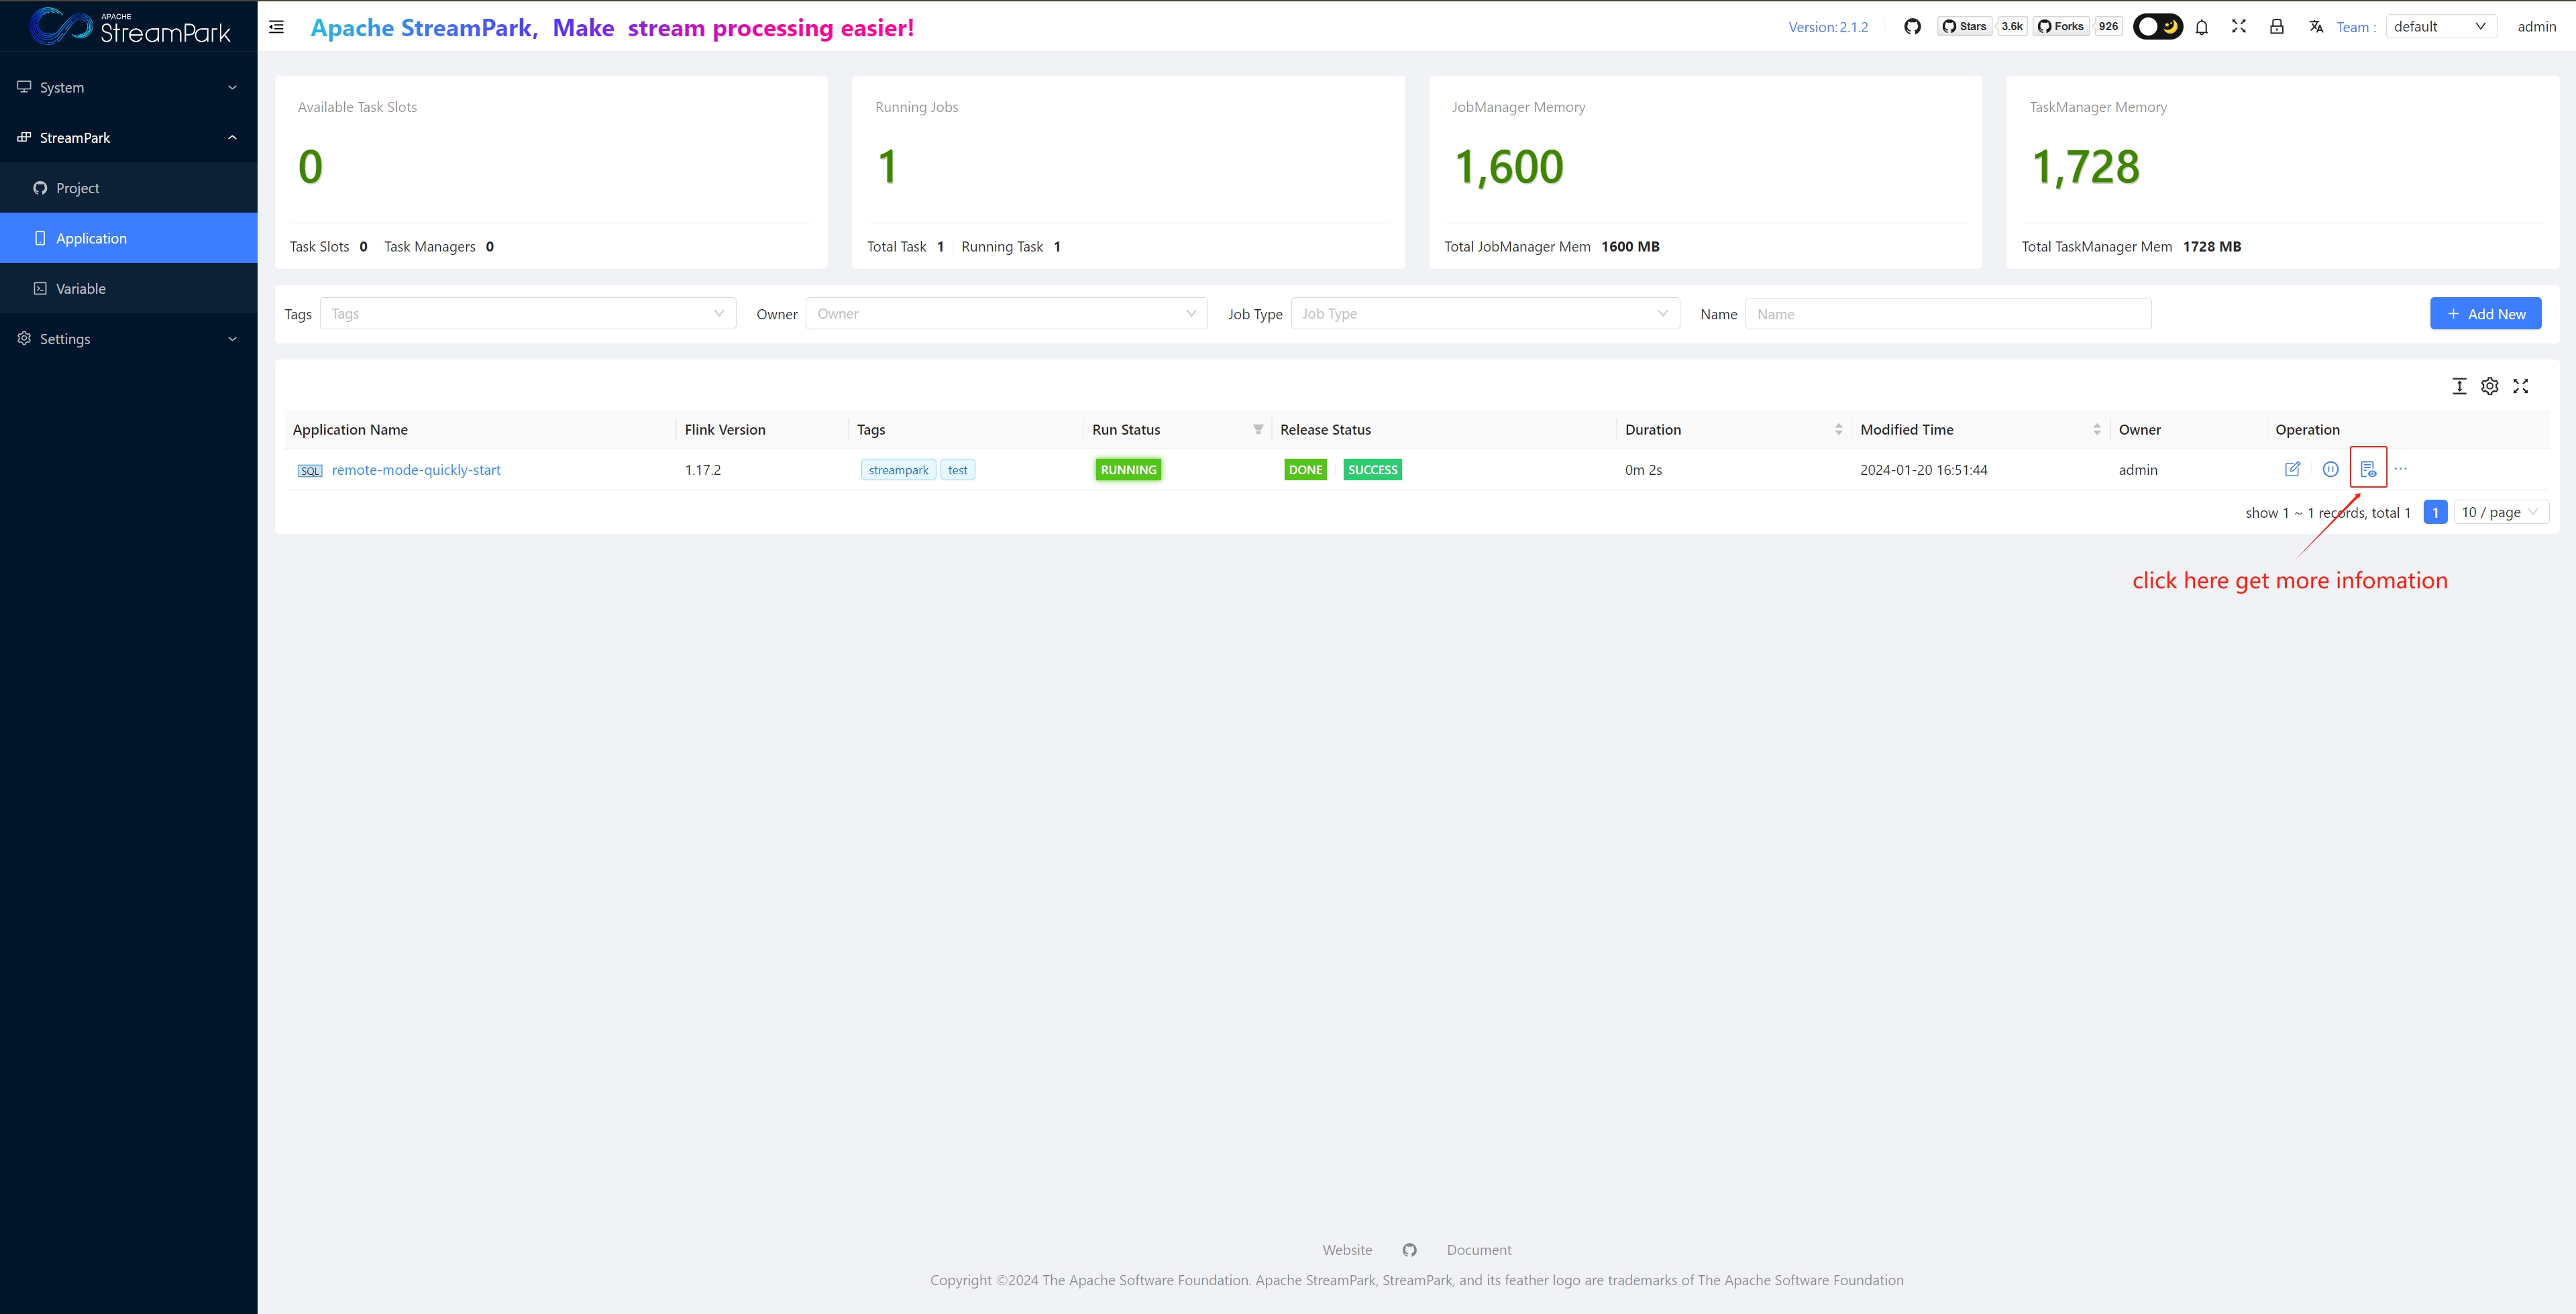 APACHE
StreamPark
Apache StreamPark, Make stream processing easier!
Version: 2.1.2
Stars 3.6k Forks 926
Team : default admin
System
StreamPark
Project
Application
Variable
Settings
Available Task Slots
0
Task Slots 0 Task Managers 0
Running Jobs
1
Total Task 1 Running Task 1
JobManager Memory
1,600
Total JobManager Mem 1600 MB
TaskManager Memory
1,728
Total TaskManager Mem 1728 MB
Tags Tags Owner Owner Job Type Job Type Name Name + Add New
Application Name Flink Version Tags Run Status Release Status Duration Modified Time Owner Operation
SQL remote-mode-quickly-start 1.17.2 streampark test RUNNING DONE SUCCESS 0m 2s 2024-01-20 16:51:44 admin
show 1 ~ 1 records, total 1 1 10 / page
click here get more infomation
Website Document
Copyright ©2024 The Apache Software Foundation. Apache StreamPark, StreamPark, and its feather logo are trademarks of The Apache Software Foundation